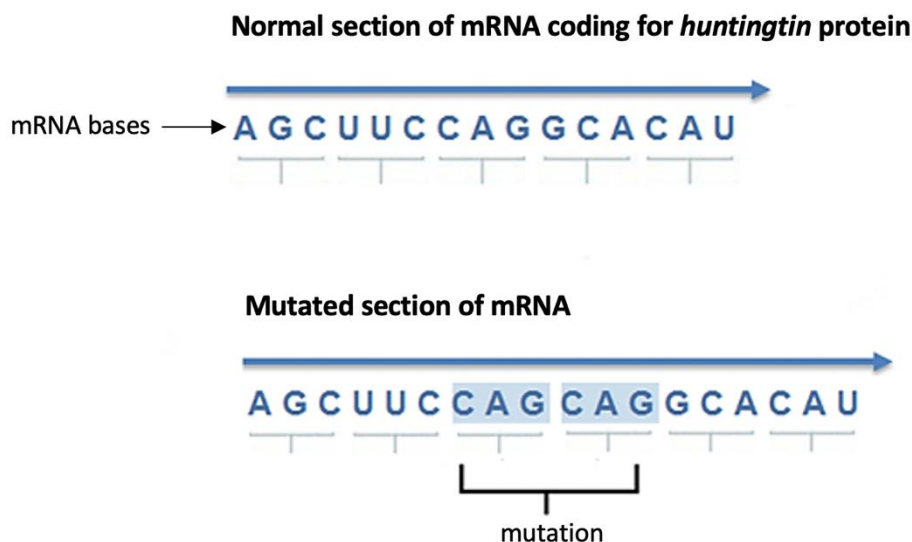 Normal section of mRNA coding for huntingtin protein
mRNA bases
A G C U U C C A G G C A C A U
Mutated section of mRNA
A G C U U C C A G C A G G C A C A U
mutation